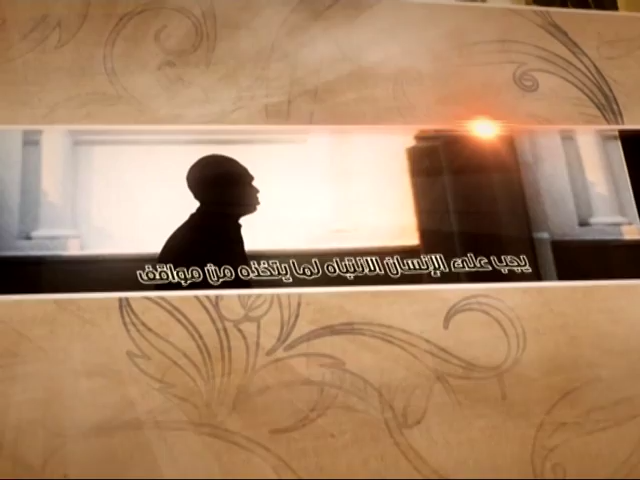 يجب على الإنسان الانتباه لما يتخذه من مواقف